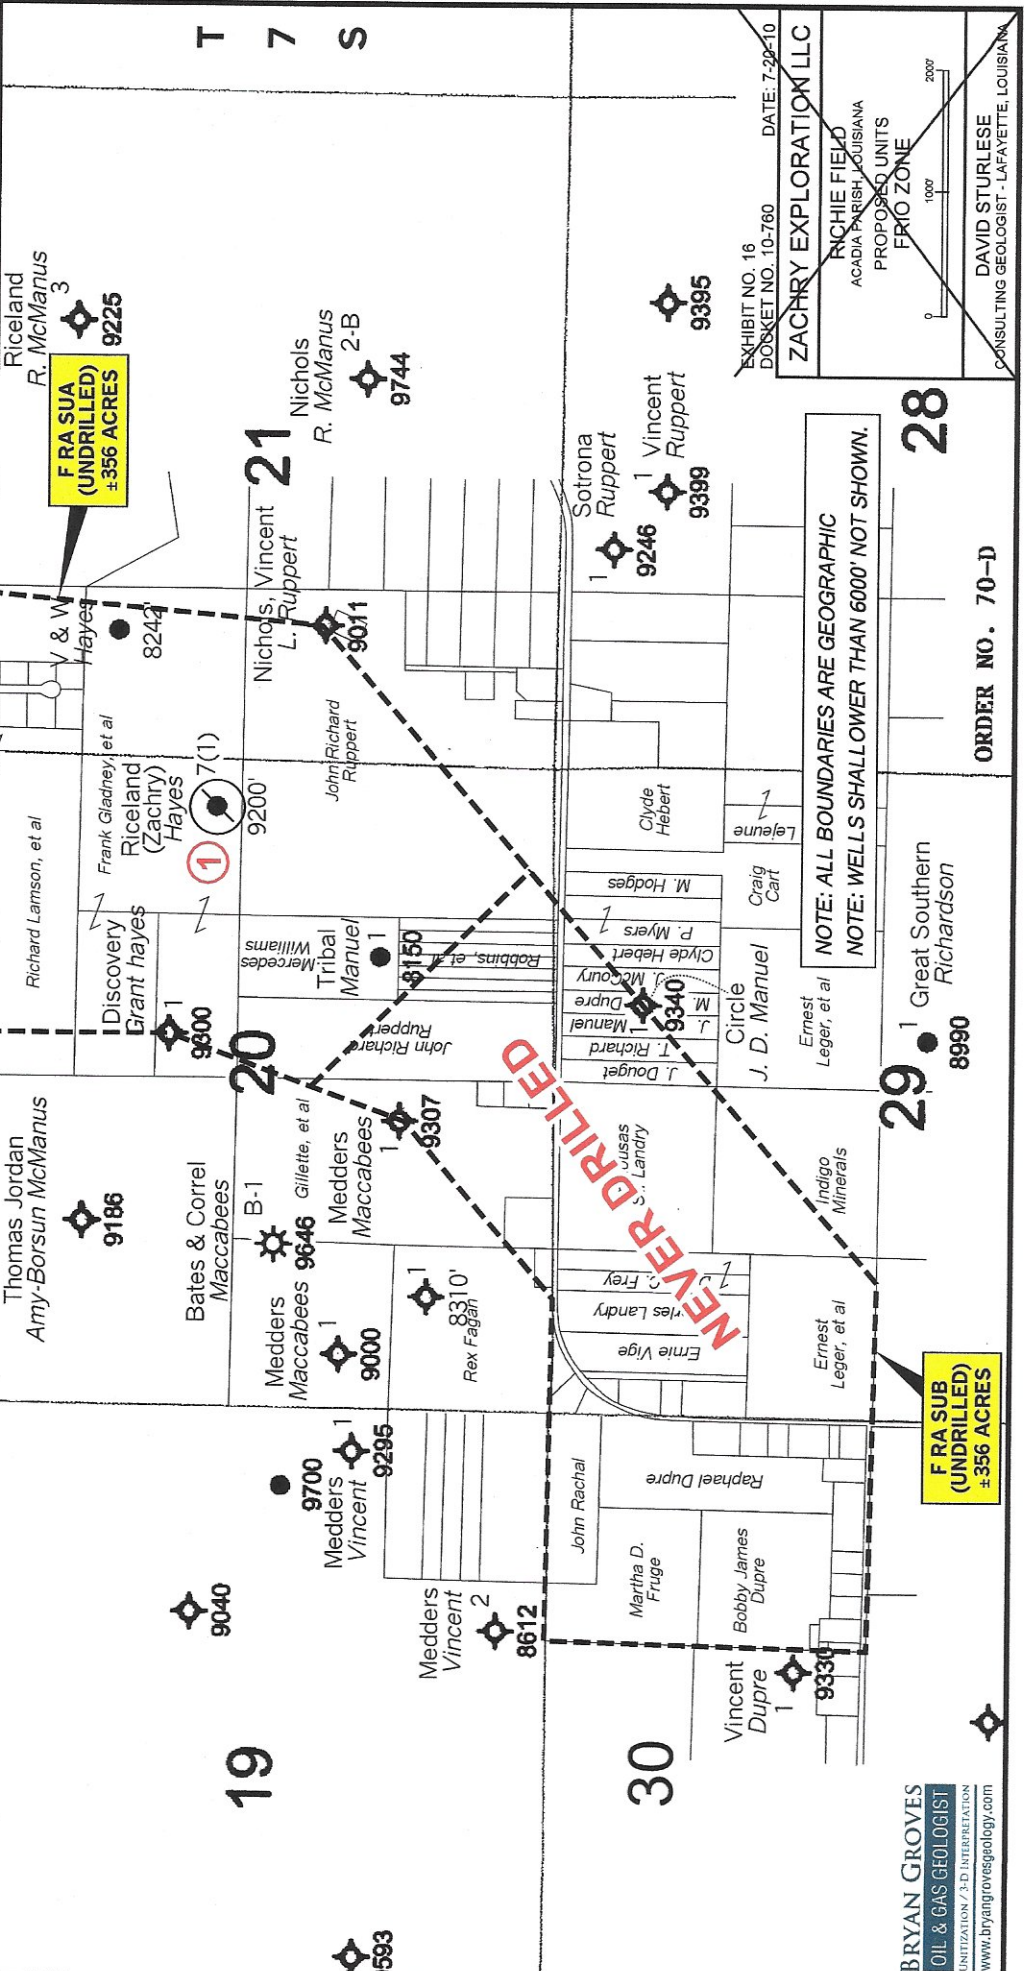 T 7 S
Riceland
R. McManus
3
9225
F RA SUA
(UNDRILLED)
±356 ACRES
21
Nichols
R. McManus
2-B
9744
9395
1 Vincent
Ruppert
9399
Sotrona
Ruppert
1
9246
28
V & W
Hayes
8242'
Nichols, Vincent
L. Ruppert
9011
Richard Lamson, et al
Frank Gladney, et al
Riceland
(Zachry)
Hayes
7(1)
9200'
1
John Richard
Ruppert
Discovery
Grant hayes
1
9300
20
Mercedes
Williams
Tribal
Manuel
1
8150
Robbins, et al
John Richard
Ruppert
Clyde
Hebert
Lejeune
Craig
Cart
M. Hodges
P. Myers
Clyde Hebert
J. McCoury
M. Dupre
J. Manuel
T. Richard
J. Douget
1
9340
Circle
J. D. Manuel
Ernest
Leger, et al
1 Great Southern
Richardson
8990
29
Thomas Jordan
Amy-Borsun McManus
9186
Bates & Correl
Maccabees
B-1
9646
Gillette, et al
Medders
Maccabees
1
9307
Medders
Maccabees
1
9000
1
8310'
Rex Fagan
NEVER DRILLED
Landry
Indigo
Minerals
C. Frey
Landry
Ernie Vige
Ernest
Leger, et al
F RA SUB
(UNDRILLED)
±356 ACRES
9700
Medders
Vincent
1
9295
9040
Medders
Vincent
2
8612
John Rachal
Raphael Dupre
Martha D.
Fruge
Bobby James
Dupre
Vincent
Dupre
1
9330
19
30
593
NOTE: ALL BOUNDARIES ARE GEOGRAPHIC
NOTE: WELLS SHALLOWER THAN 6000' NOT SHOWN.
ORDER NO. 70-D
EXHIBIT NO. 16
DOCKET NO. 10-760 DATE: 7-20-10
ZACHRY EXPLORATION LLC
RICHIE FIELD
ACADIA PARISH, LOUISIANA
PROPOSED UNITS
FRIO ZONE
0 1000' 2000'
DAVID STURLESE
CONSULTING GEOLOGIST - LAFAYETTE, LOUISIANA
BRYAN GROVES
OIL & GAS GEOLOGIST
UNITIZATION / 3-D INTERPRETATION
www.bryangrovesgeology.com